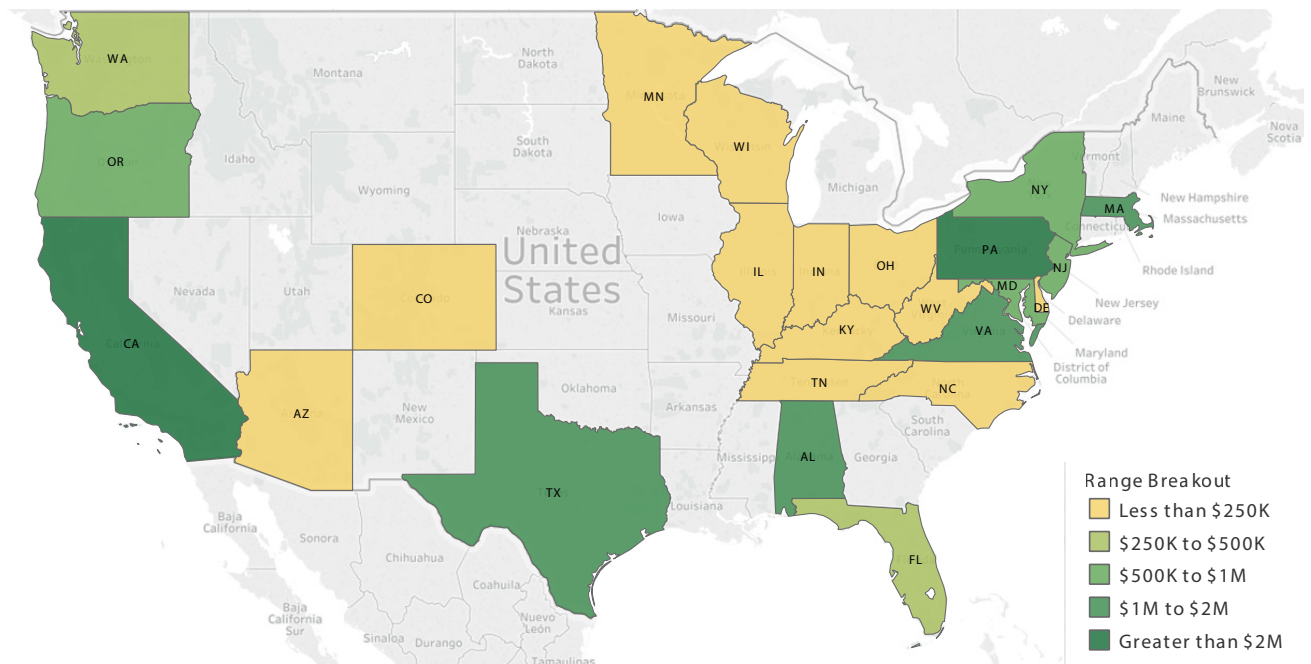 WA
Montana
North
Dakota
MN
OR
Idaho
South
Dakota
WI
Wyoming
Michigan
Vermont
Maine
New
Brunswick
Nova
Scotia
NY
New Hampshire
MA
Massachusetts
Connecticut
Rhode Island
Iowa
Nebraska
United
States
PA
Pennsylvania
NJ
New Jersey
Nevada
Utah
CO
Kansas
Missouri
IL
IN
OH
WV
KY
MD
DE
Delaware
VA
Maryland
District of
Columbia
CA
AZ
New
Mexico
Oklahoma
Arkansas
TN
NC
South
Carolina
TX
Mississippi
AL
Georgia
Louisiana
FL
Baja
California
Sonora
Chihuahua
Coahuila
Baja
California
Sur
Sinaloa
Durango
Nuevo
León
Tamaulipas
Range Breakout
Less than $250K
$250K to $500K
$500K to $1M
$1M to $2M
Greater than $2M